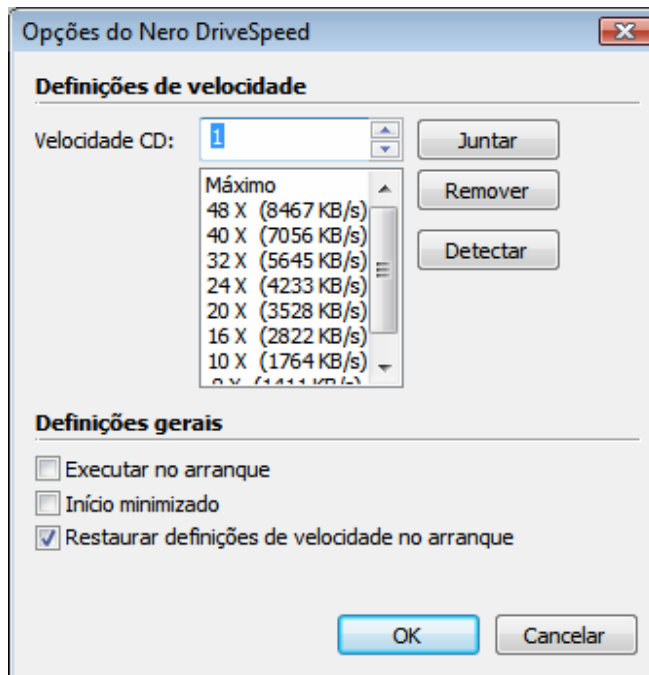 Opções do Nero DriveSpeed
Definições de velocidade
Velocidade CD:
1
Juntar
Máximo
Remover
48 X (8467 KB/s)
40 X (7056 KB/s)
32 X (5645 KB/s)
Detectar
24 X (4233 KB/s)
20 X (3528 KB/s)
16 X (2822 KB/s)
10 X (1764 KB/s)
Definições gerais
Executar no arranque
Início minimizado
Restaurar definições de velocidade no arranque
OK
Cancelar